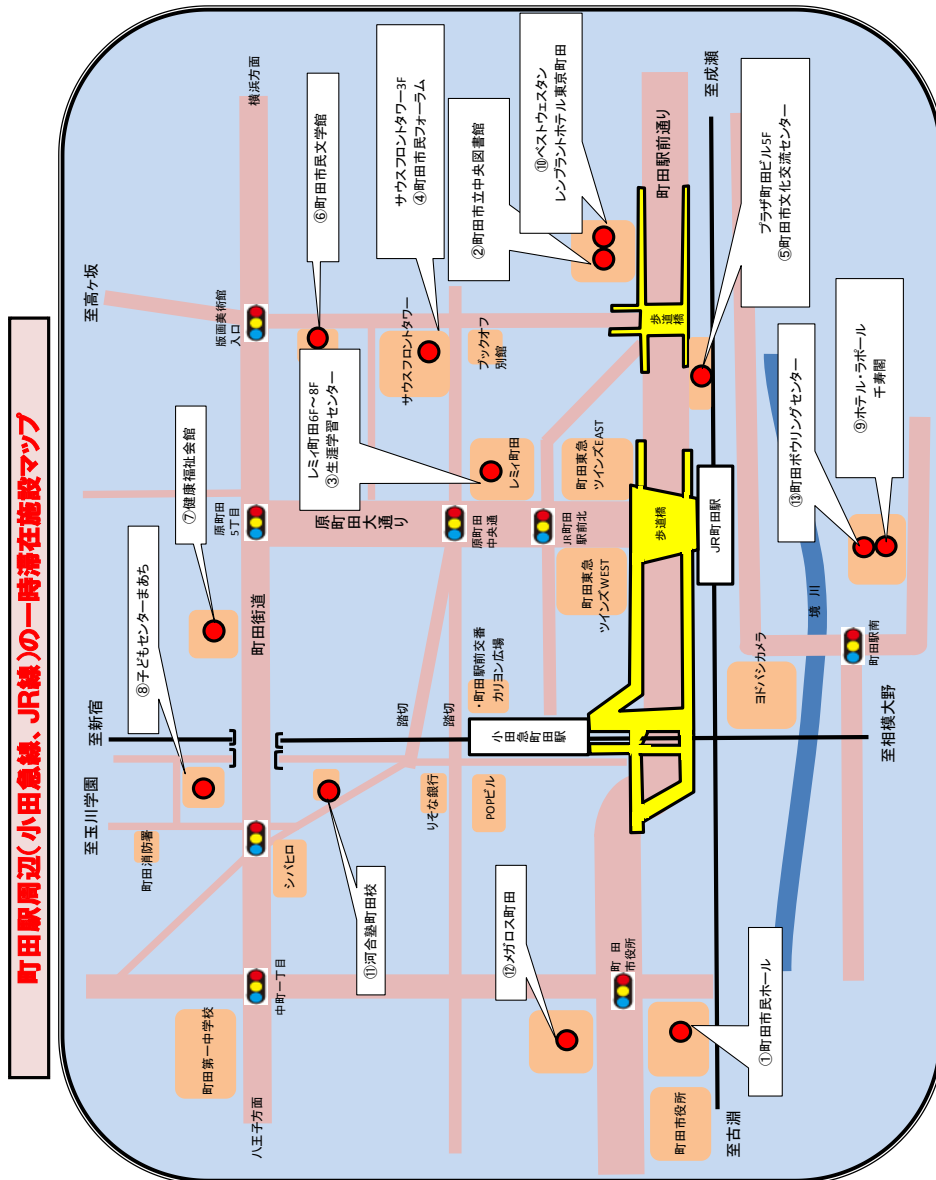 町田駅周辺(小田急線、JR線)の一時滞在施設マップ
至玉川学園
至新宿
至高ヶ坂
町田消防署
⑧子どもセンターまあち
⑦健康福祉会館
⑥町田市民文学館
町田第一中学校
八王子方面
中町一丁目
シバヒロ
町田街道
原町田
5丁目
版画美術館
入口
横浜方面
⑪河合塾町田校
原町田大通り
レミィ町田6F～8F
③生涯学習センター
サウスフロントタワー
サウスフロントタワー3F
④町田市民フォーラム
踏切
踏切
りそな銀行
POPビル
小田急町田駅
・町田駅前交番
カリヨン広場
原町田
中央通
レミィ町田
ブックオフ
別館
②町田市立中央図書館
⑫メガロス町田
JR町田
駅前北
町田東急
ツインズWEST
町田東急
ツインズEAST
⑩ベストウェスタン
レンブラントホテル東京町田
町田
市役所
歩道橋
歩道橋
町田駅前通り
町田市役所
①町田市民ホール
至古淵
JR町田駅
至成瀬
プラザ町田ビル5F
⑤町田市文化交流センター
ヨドバシカメラ
境川
⑬町田ボウリングセンター
⑨ホテル・ラポール
千寿閣
町田駅南
至相模大野